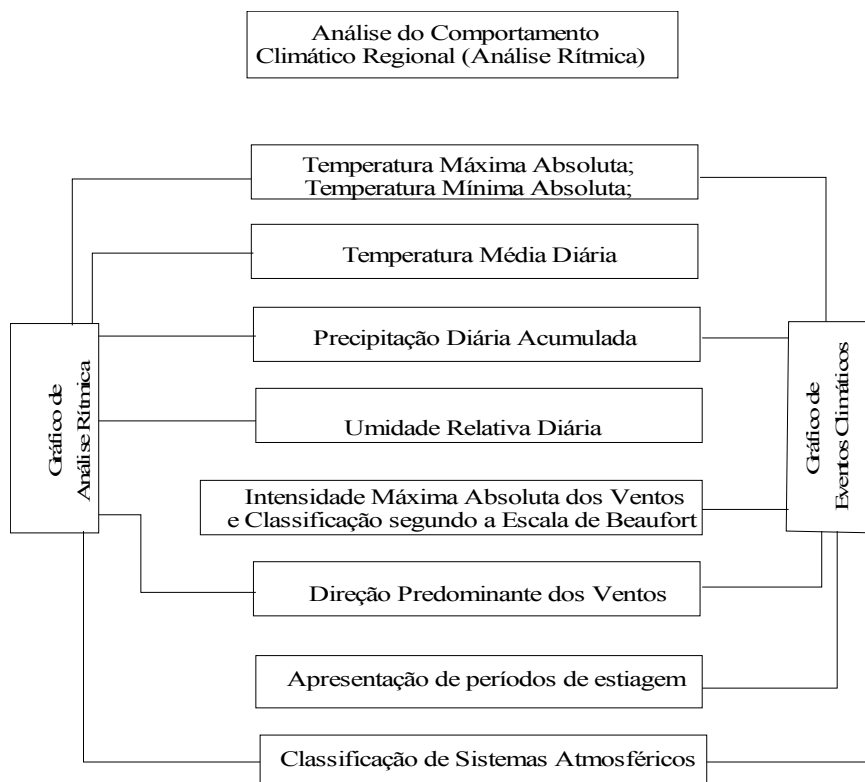 Análise do Comportamento
Climático Regional (Análise Rítmica)
Temperatura Máxima Absoluta;
Temperatura Mínima Absoluta;
Temperatura Média Diária
Precipitação Diária Acumulada
Umidade Relativa Diária
Intensidade Máxima Absoluta dos Ventos
e Classificação segundo a Escala de Beaufort
Direção Predominante dos Ventos
Apresentação de períodos de estiagem
Classificação de Sistemas Atmosféricos
Gráfico de
Análise Rítmica
Gráfico de
Eventos Climáticos